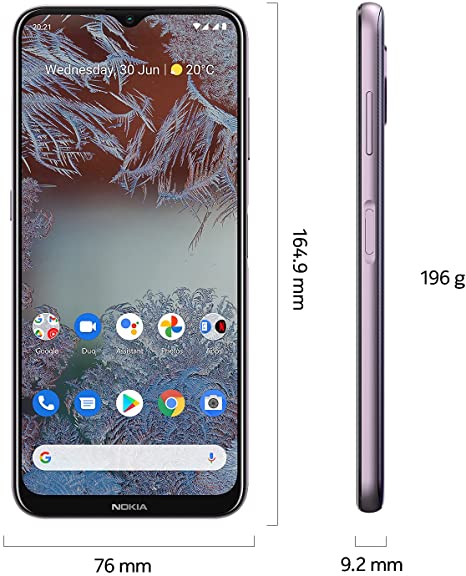 20:21
Wednesday, 30 Jun | 20°C
Google
Duo
Assistant
Photos
Apps
G
NOKIA
164.9 mm
196 g
76 mm
9.2 mm